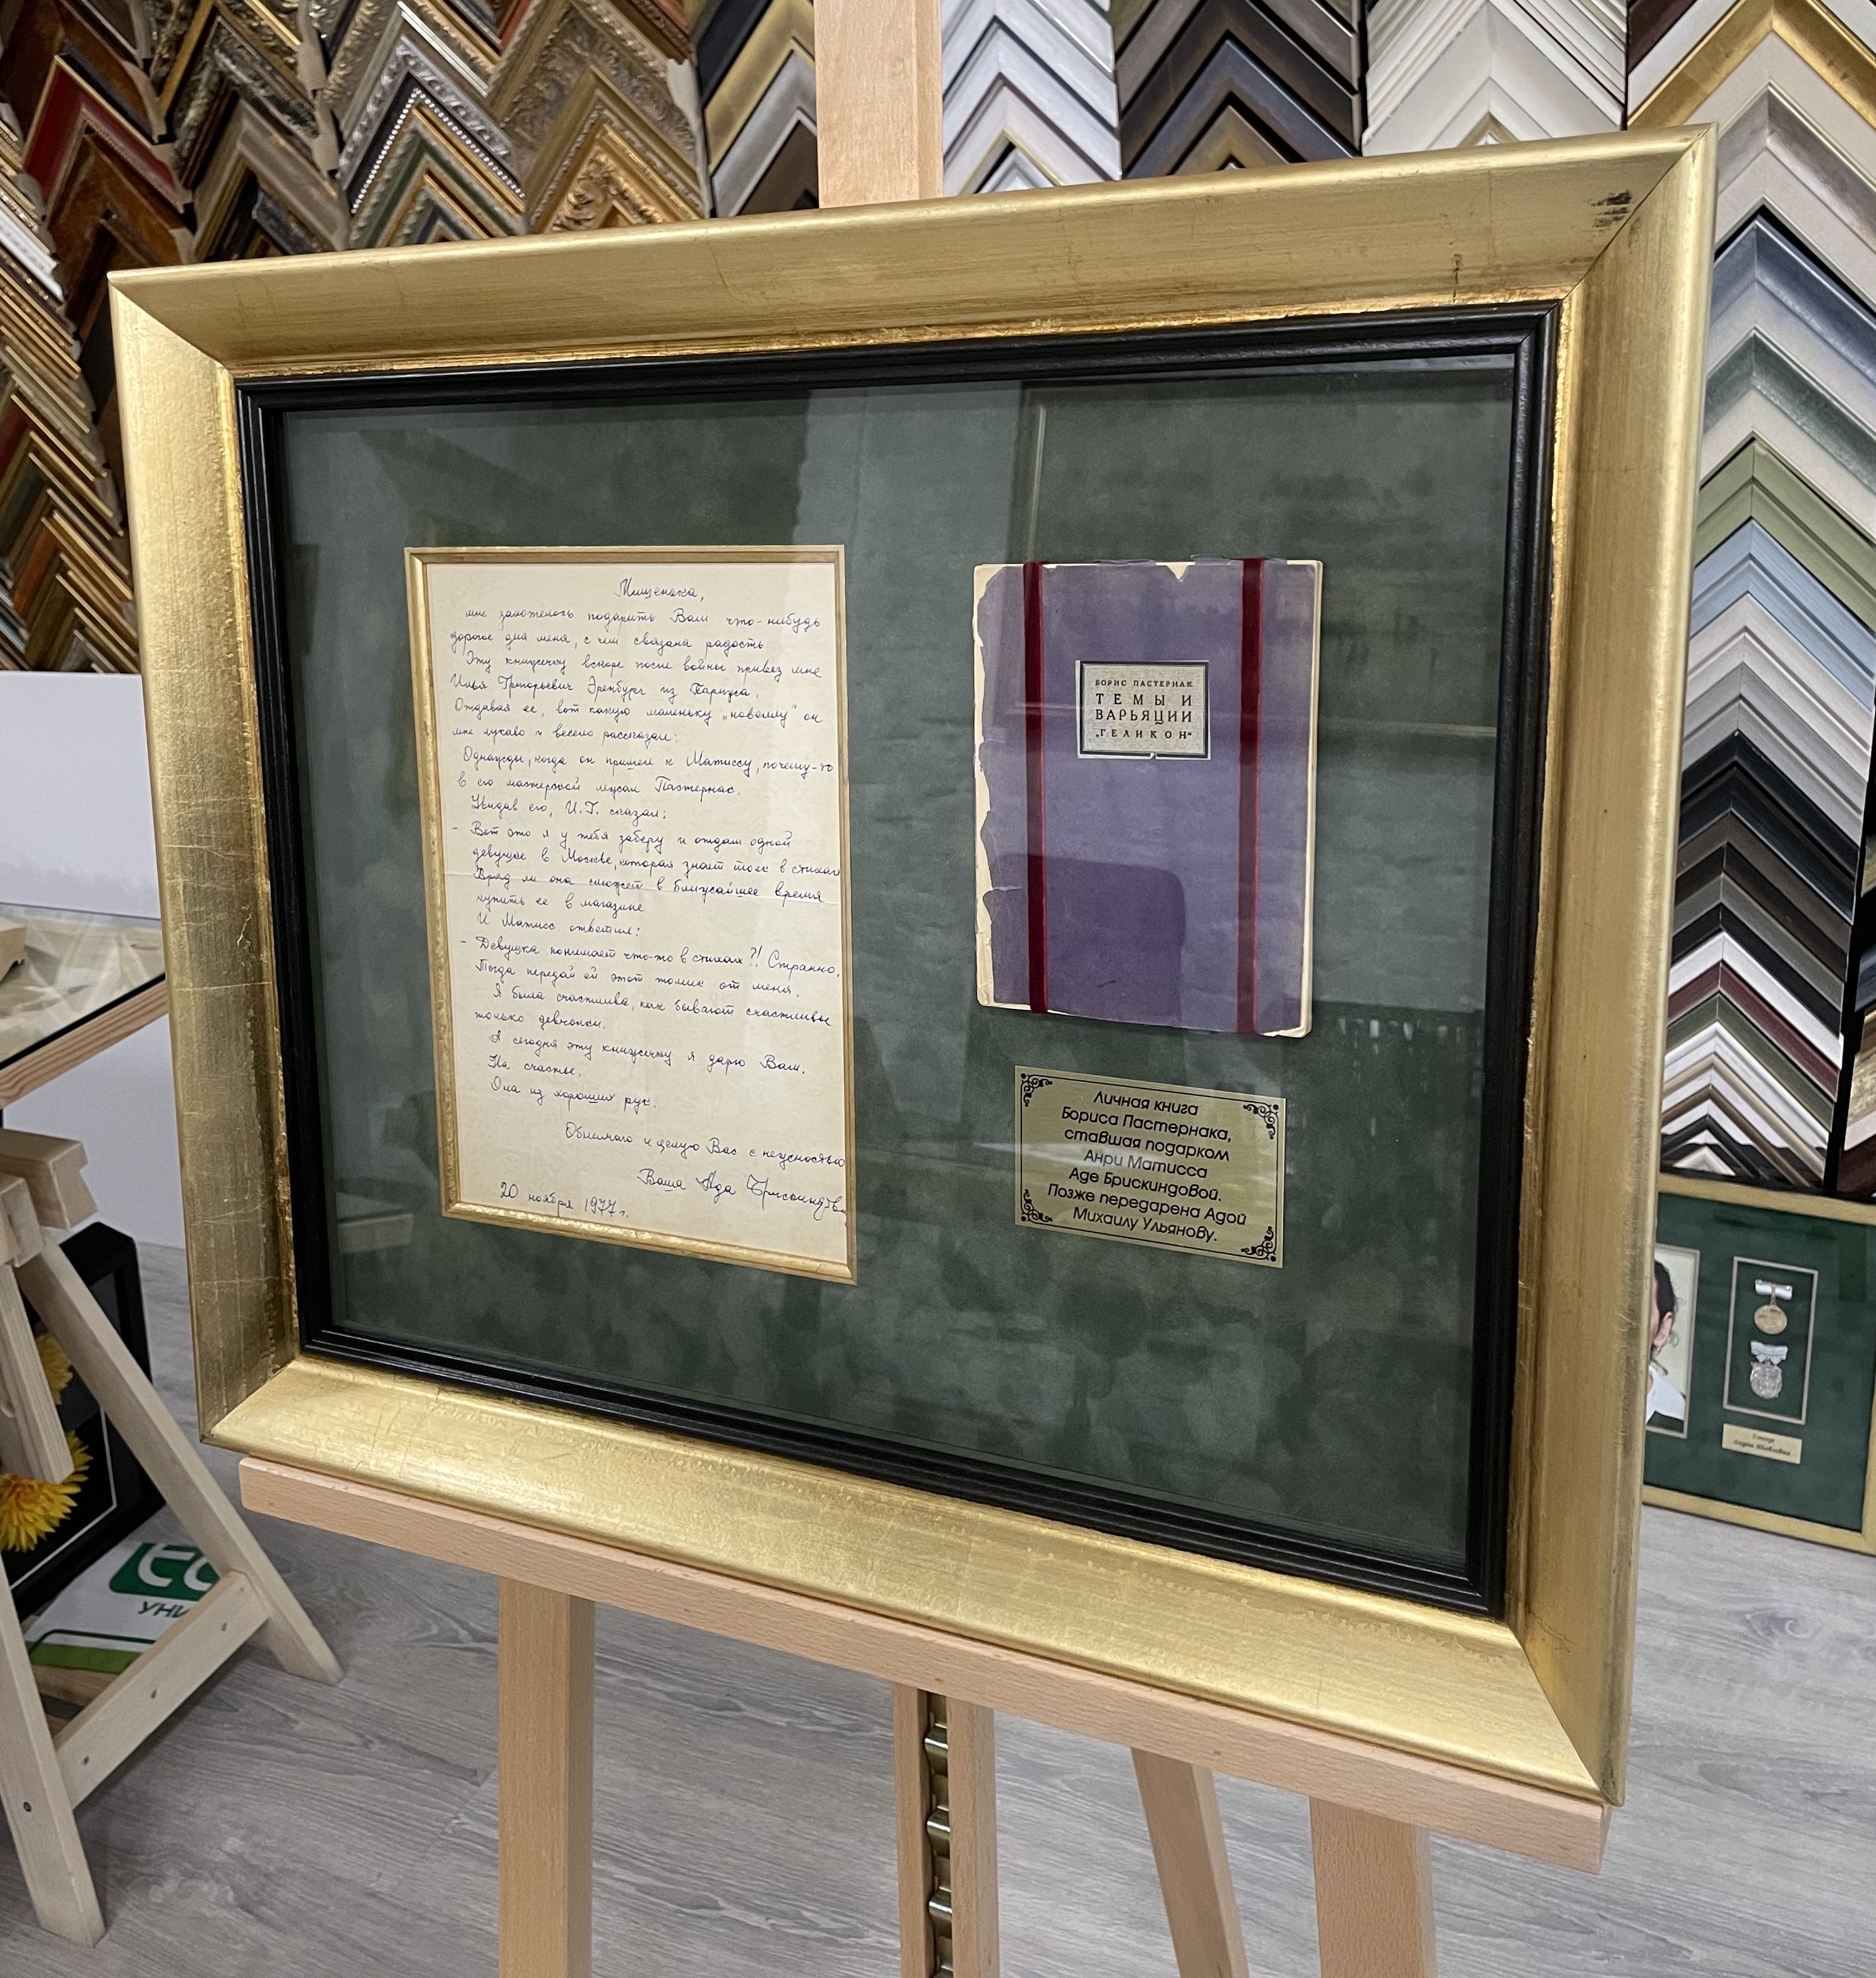 Мишенька,
мне захотелось подарить Вам что-нибудь
дорогое для меня, с чем связана радость.
Эту книжечку вскоре после войны привез мне
Илья Григорьевич Эренбург из Парижа.
Отдавая ее, вот какую маленьку „новеллу" он
мне лукаво и весело рассказал:
Однажды, когда он пришел к Матиссу, почему-то
в его мастерской лежал Пастернак.
Увидав его, И.Г. сказал:
- Вот это я у тебя заберу и отдам одной
девушке в Москве, которая знает толк в стихах
Вряд ли она сможет в ближайшее время
купить ее в магазине
И Матисс ответил:
- Девушка понимает что-то в стихах?! Странно.
Тогда передай ей этот томик от меня.
Я была счастлива, как бывают счастливы
только девчонки.
А сегодня эту книжечку я дарю Вам.
На счастье.
Она из хороших рук.
Обнимаю и целую Вас с нежностью
Ваша Ада Брискиндова
20 ноября 1977 г.
БОРИС ПАСТЕРНАК
ТЕМЫ И
ВАРЬЯЦИИ
„ГЕЛИКОН"
Личная книга
Бориса Пастернака,
ставшая подарком
Анри Матисса
Аде Брискиндовой.
Позже передарена Адой
Михаилу Ульянову.